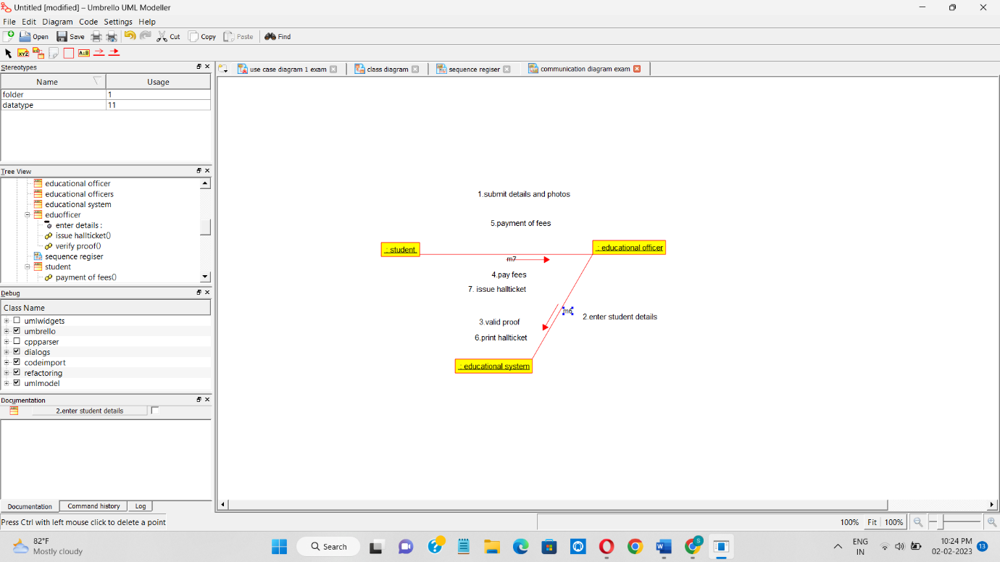 Untitled [modified] – Umbrello UML Modeller
File Edit Diagram Code Settings Help
Open Save Cut Copy Paste Find
XYZ A:B
Stereotypes
Name Usage
folder 1
datatype 11
use case diagram 1 exam class diagram sequence regiser communication diagram exam
Tree View
educational officer
educational officers
educational system
eduofficer
enter details :
issue hallticket()
verify proof()
sequence regiser
student
payment of fees()
Debug
Class Name
umlwidgets
umbrello
cppparser
dialogs
codeimport
refactoring
umlmodel
Documentation
2.enter student details
Documentation Command history Log
1.submit details and photos
5.payment of fees
: student
: educational officer
m7
4.pay fees
7. issue hallticket
m6
2.enter student details
3.valid proof
6.print hallticket
: educational system
Press Ctrl with left mouse click to delete a point
100% Fit 100%
82°F
Mostly cloudy
Search
S
W
ENG
IN
10:24 PM
02-02-2023
13